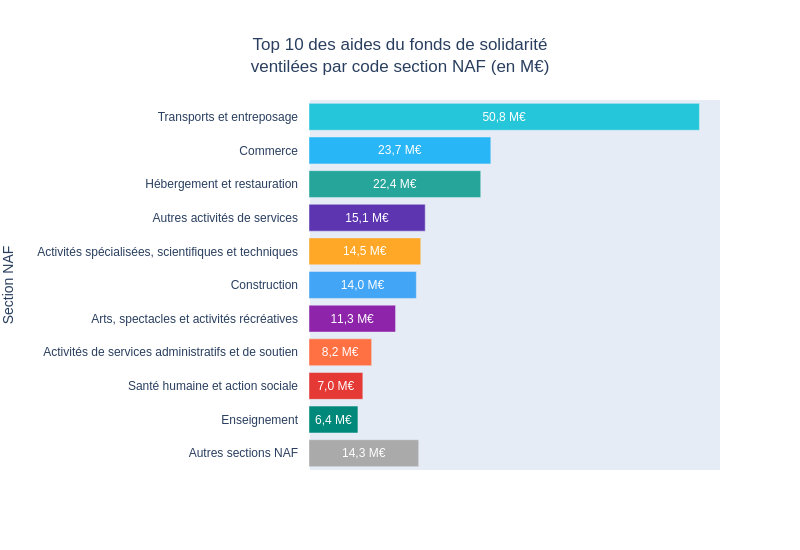 Top 10 des aides du fonds de solidarité
ventilées par code section NAF (en M€)
Section NAF
Transports et entreposage 50,8 M€
Commerce 23,7 M€
Hébergement et restauration 22,4 M€
Autres activités de services 15,1 M€
Activités spécialisées, scientifiques et techniques 14,5 M€
Construction 14,0 M€
Arts, spectacles et activités récréatives 11,3 M€
Activités de services administratifs et de soutien 8,2 M€
Santé humaine et action sociale 7,0 M€
Enseignement 6,4 M€
Autres sections NAF 14,3 M€